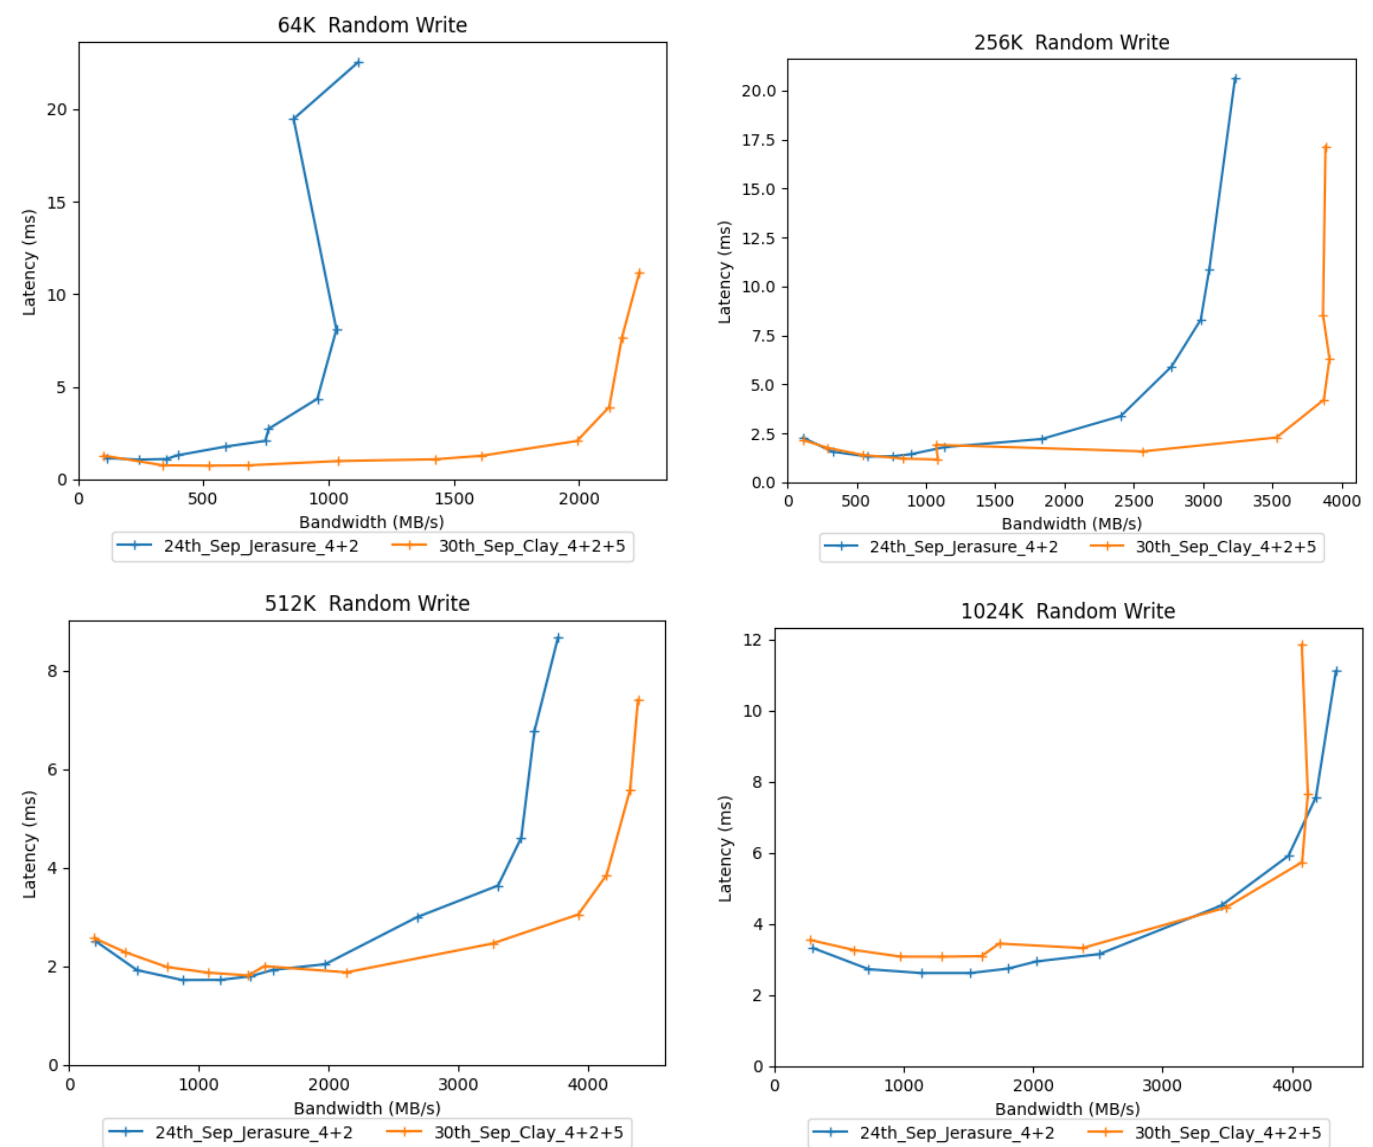 64K  Random Write
20
15
10
5
0
Latency (ms)
0 500 1000 1500 2000
Bandwidth (MB/s)
24th_Sep_Jerasure_4+2 30th_Sep_Clay_4+2+5
256K  Random Write
20.0
17.5
15.0
12.5
10.0
7.5
5.0
2.5
0.0
Latency (ms)
0 500 1000 1500 2000 2500 3000 3500 4000
Bandwidth (MB/s)
24th_Sep_Jerasure_4+2 30th_Sep_Clay_4+2+5
512K  Random Write
8
6
4
2
0
Latency (ms)
0 1000 2000 3000 4000
Bandwidth (MB/s)
24th_Sep_Jerasure_4+2 30th_Sep_Clay_4+2+5
1024K  Random Write
12
10
8
6
4
2
0
Latency (ms)
0 1000 2000 3000 4000
Bandwidth (MB/s)
24th_Sep_Jerasure_4+2 30th_Sep_Clay_4+2+5